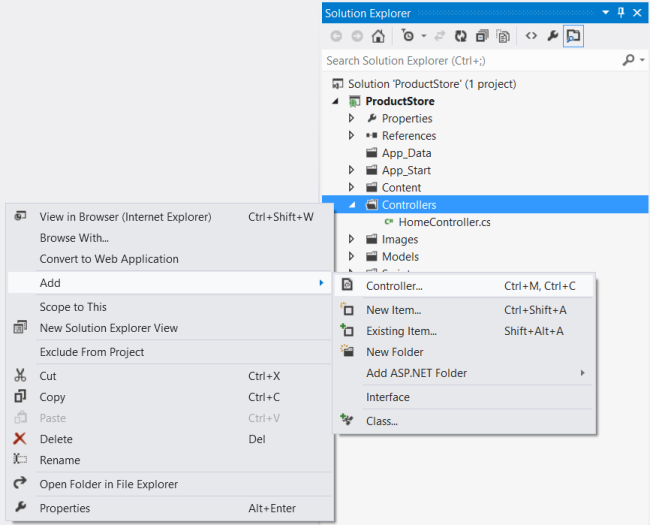 Solution Explorer
Search Solution Explorer (Ctrl+;)
Solution 'ProductStore' (1 project)
ProductStore
Properties
References
App_Data
App_Start
Content
Controllers
HomeController.cs
Images
Models
View in Browser (Internet Explorer) Ctrl+Shift+W
Browse With...
Convert to Web Application
Add
Scope to This
New Solution Explorer View
Exclude From Project
Cut Ctrl+X
Copy Ctrl+C
Paste Ctrl+V
Delete Del
Rename
Open Folder in File Explorer
Properties Alt+Enter
Controller... Ctrl+M, Ctrl+C
New Item... Ctrl+Shift+A
Existing Item... Shift+Alt+A
New Folder
Add ASP.NET Folder
Interface
Class...